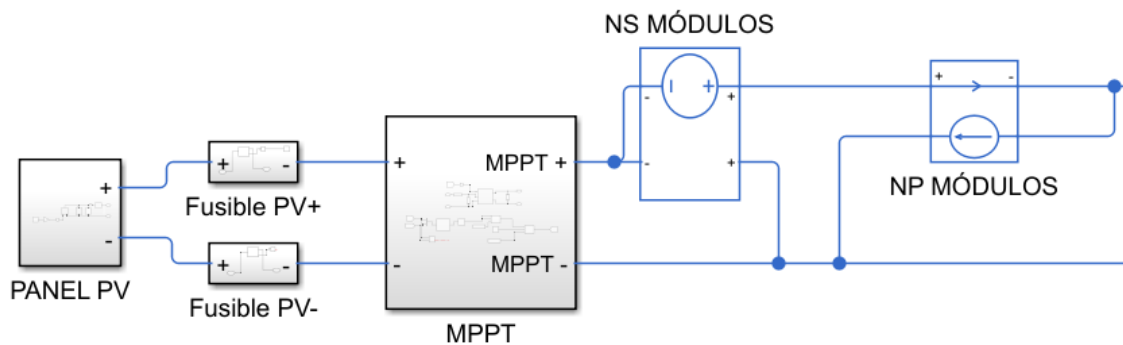 NS MÓDULOS
- +
- +
+ -
NP MÓDULOS
PANEL PV
+
-
+ -
Fusible PV+
+ -
Fusible PV-
+ MPPT +
- MPPT -
MPPT